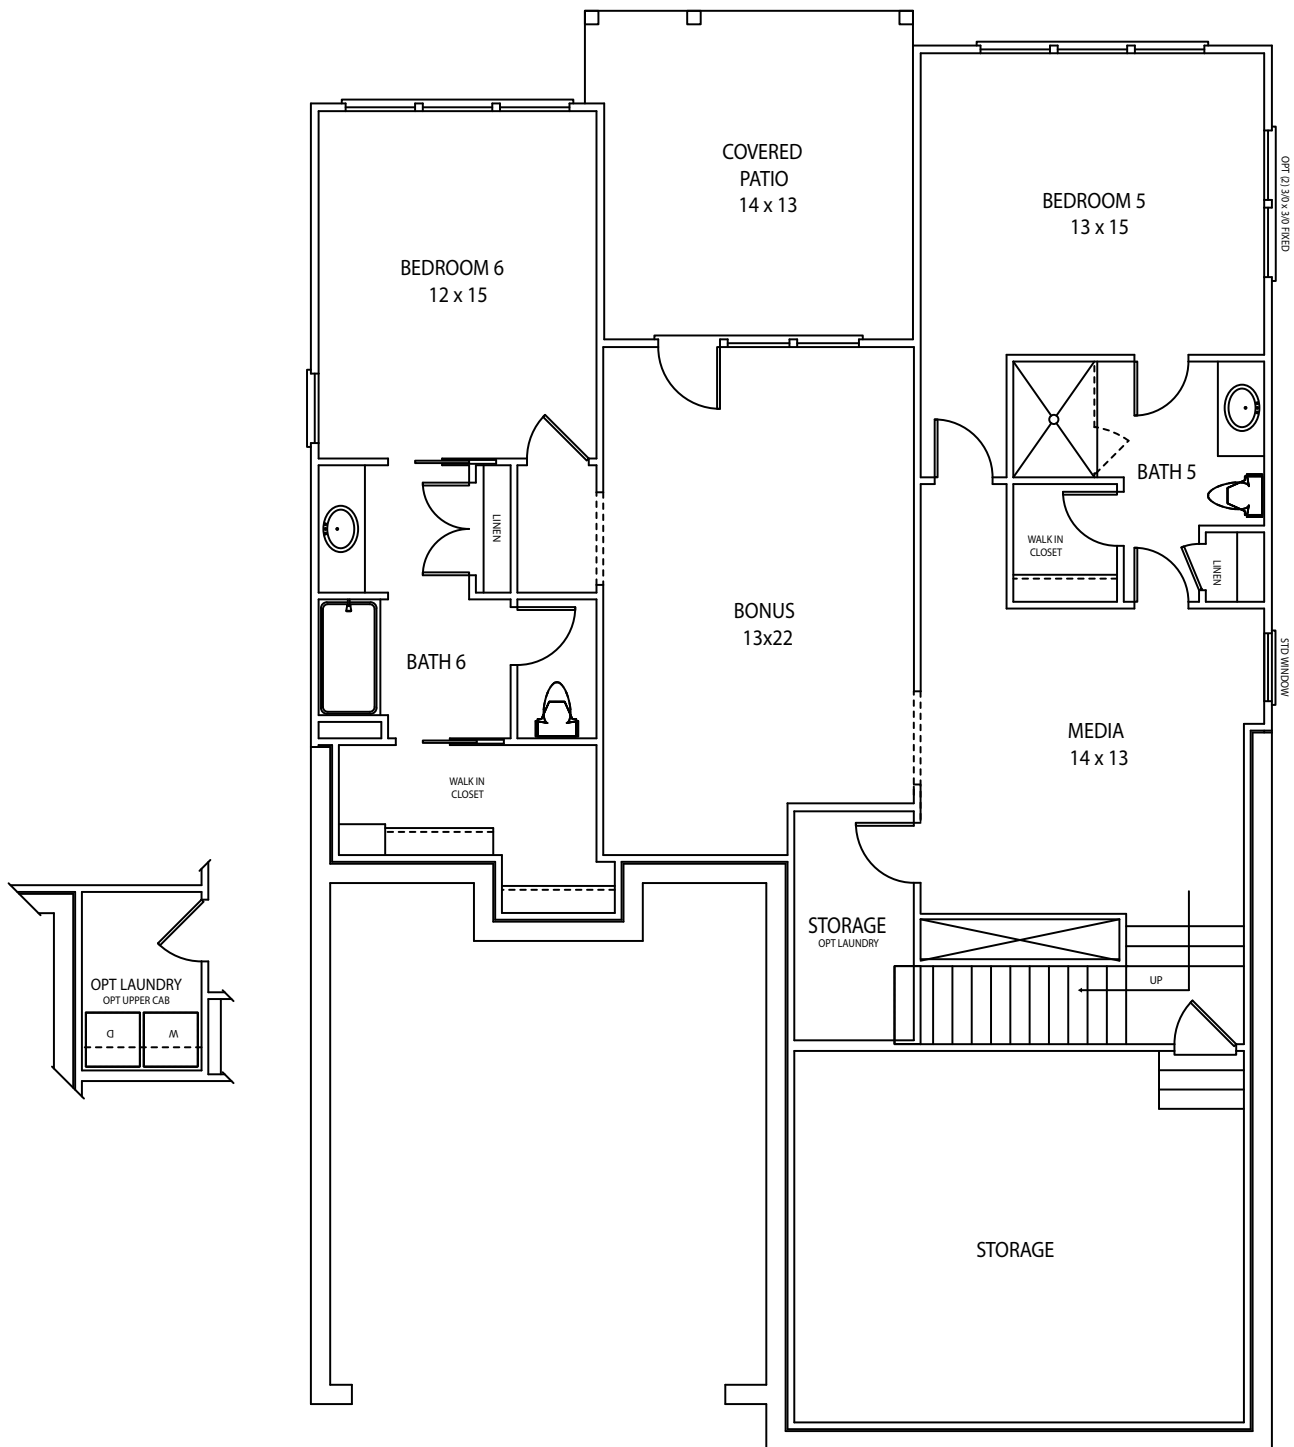 COVERED
PATIO
14 x 13
BEDROOM 5
13 x 15
OPT (2) 3/0 x 3/0 FIXED
BEDROOM 6
12 x 15
BATH 5
LINEN
WALK IN
CLOSET
LINEN
BONUS
13x22
STD WINDOW
BATH 6
MEDIA
14 x 13
WALK IN
CLOSET
STORAGE
OPT LAUNDRY
UP
OPT LAUNDRY
OPT UPPER CAB
D
W
STORAGE